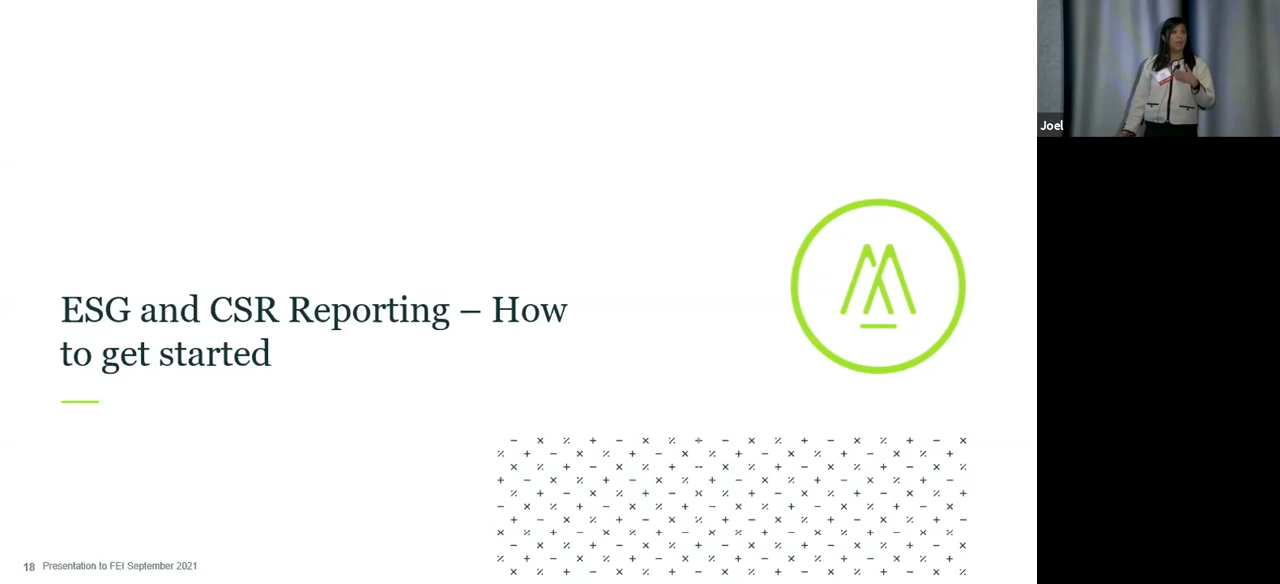 Joel
ESG and CSR Reporting – How
to get started
18 Presentation to FEI September 2021